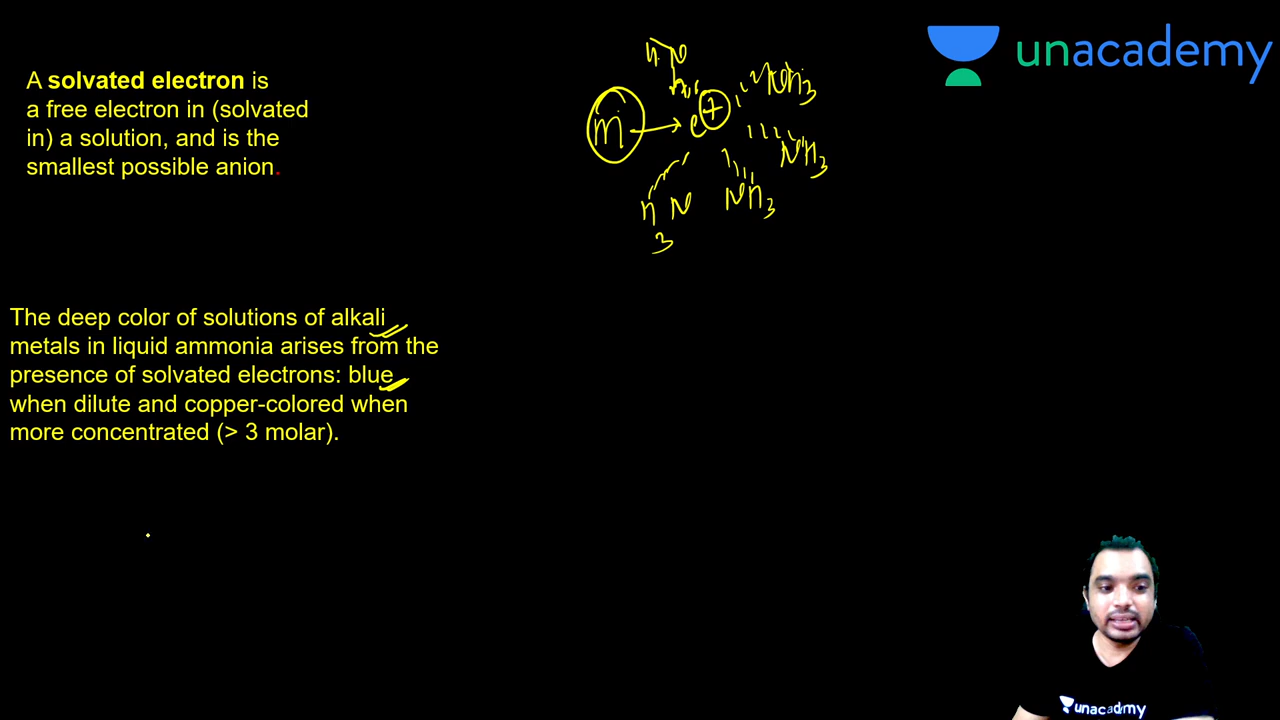 unacademy
A solvated electron is
a free electron in (solvated
in) a solution, and is the
smallest possible anion.
m
e
+
NH3
NH3
NH3
H3N
The deep color of solutions of alkali
metals in liquid ammonia arises from the
presence of solvated electrons: blue
when dilute and copper-colored when
more concentrated (> 3 molar).
unacademy